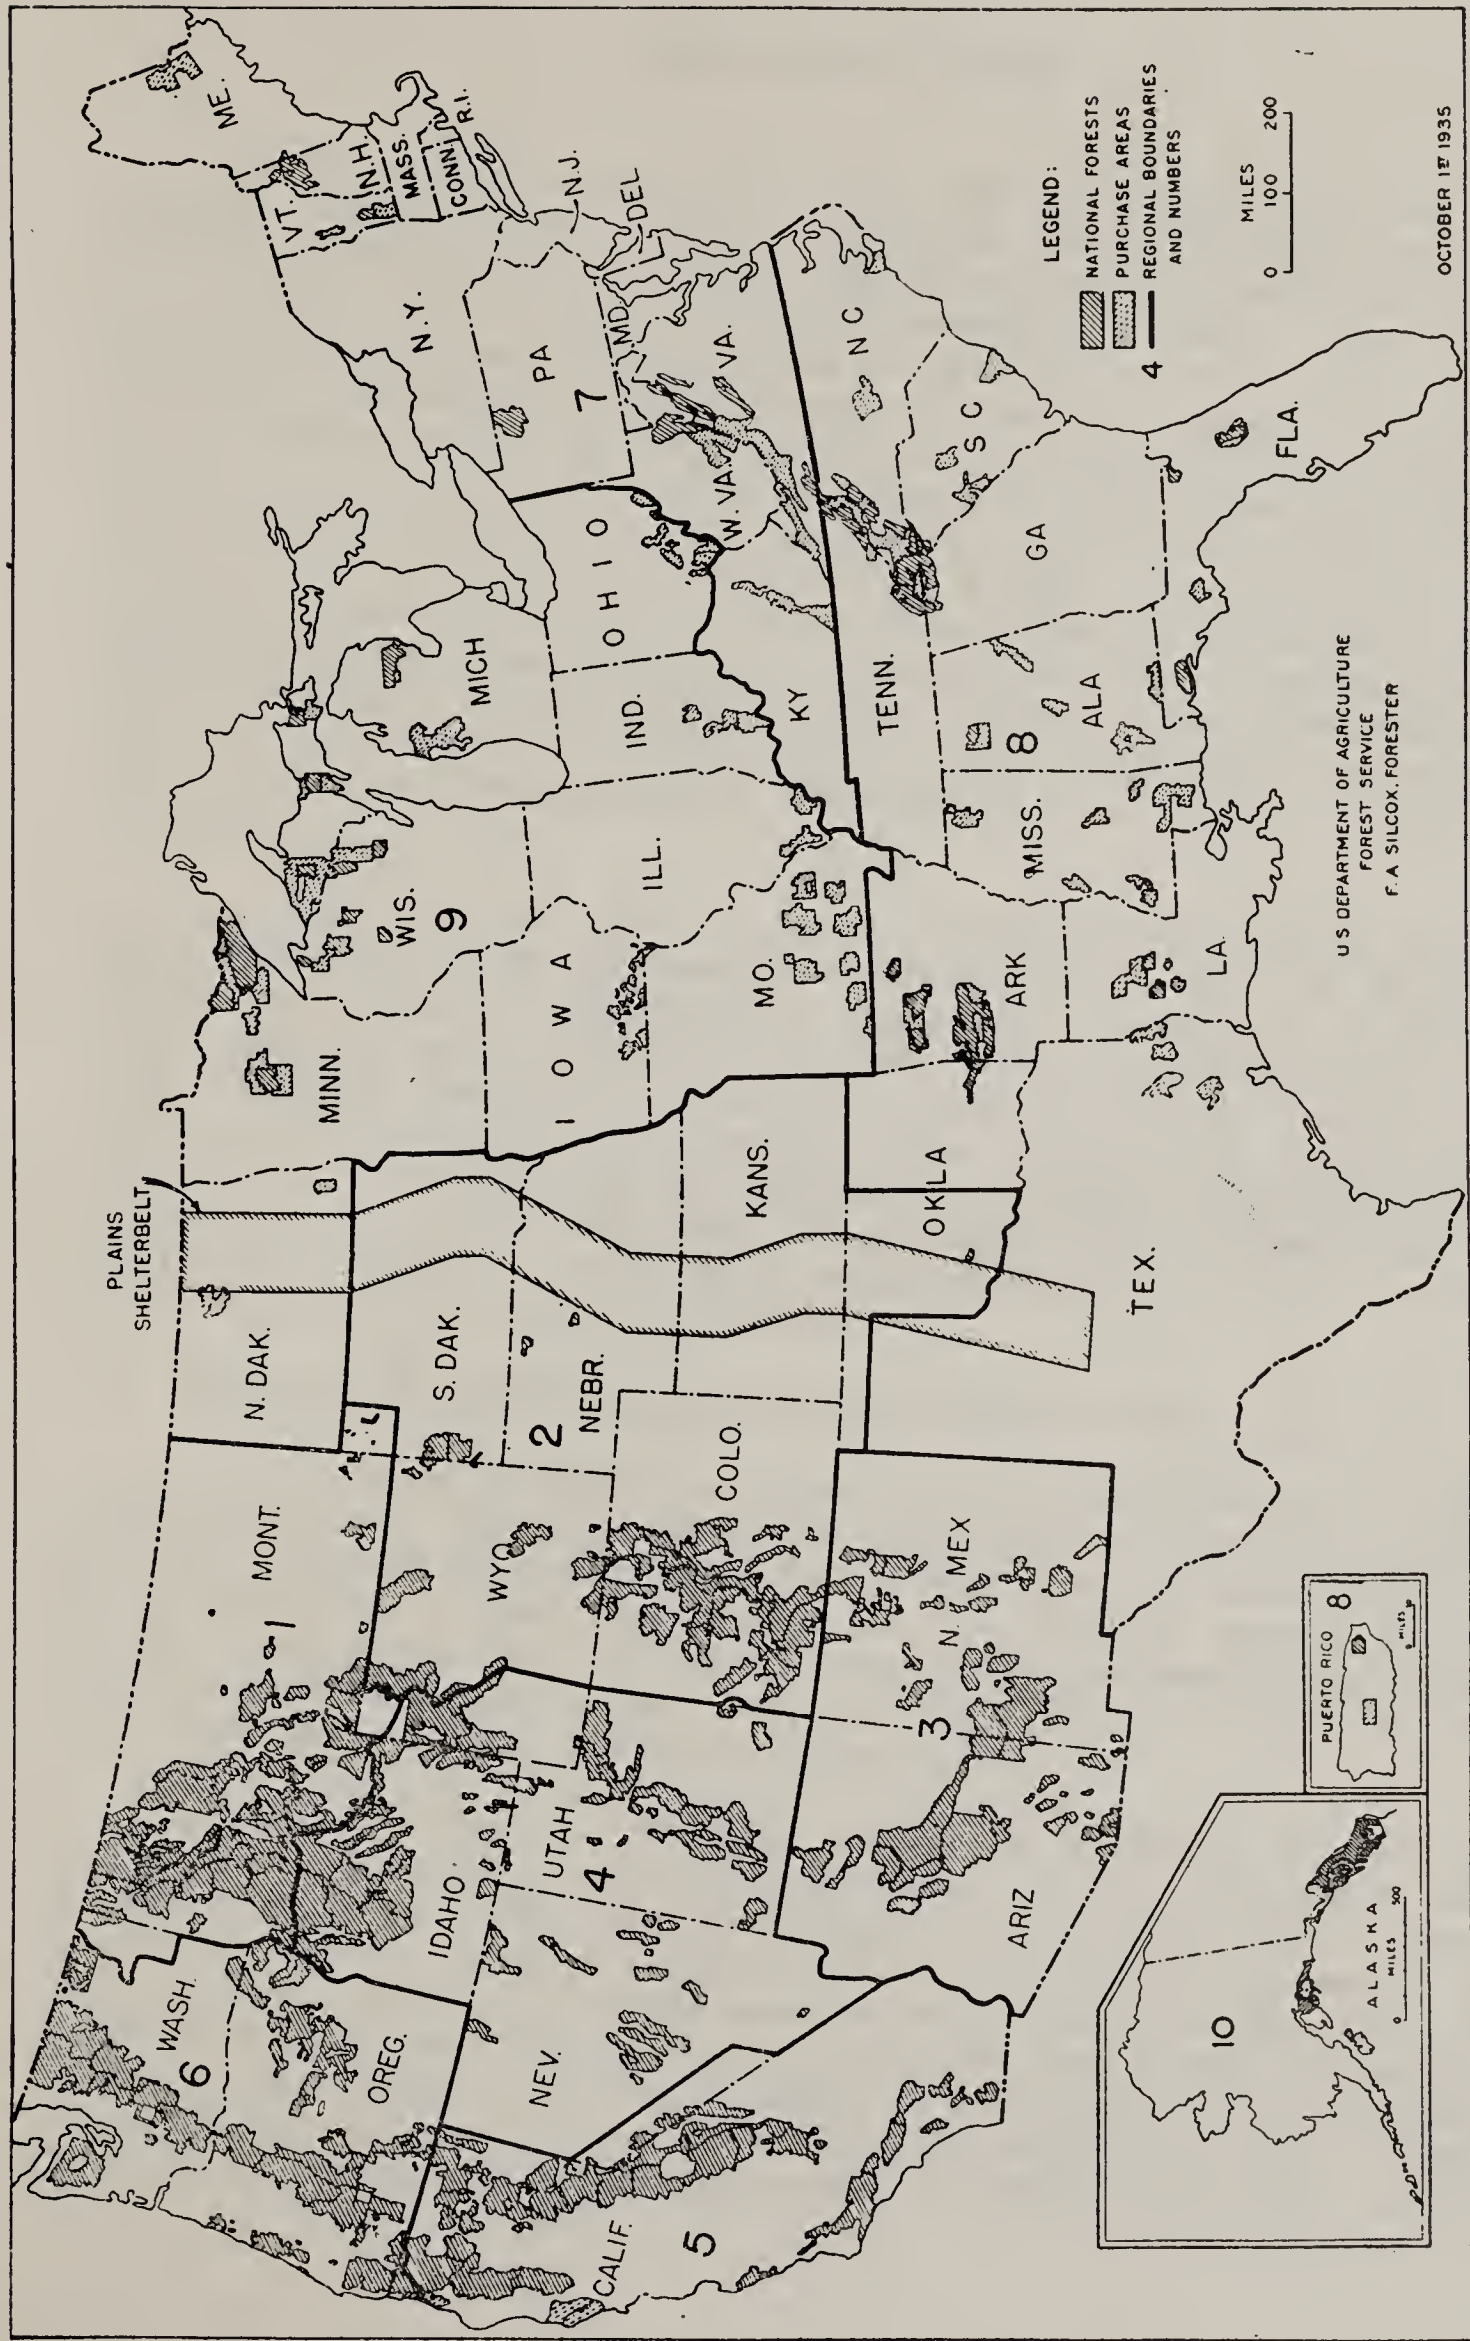 PLAINS
SHELTERBELT
WASH.
6
OREG.
IDAHO
MONT.
1
N. DAK.
S. DAK.
MINN.
WIS.
9
MICH
N.Y.
VT.
N.H.
ME.
MASS.
CONN.
R.I.
N.J.
DEL
MD.
PA
7
OHIO
IND.
ILL.
IOWA
NEBR.
2
WYO.
UTAH
4
NEV.
CALIF.
5
COLO.
KANS.
MO.
KY
W. VA.
VA.
N C
TENN.
S C
GA
ALA
8
MISS.
ARK
LA.
OKLA
TEX.
N. MEX
3
ARIZ
FLA.
LEGEND:
NATIONAL FORESTS
PURCHASE AREAS
4 REGIONAL BOUNDARIES
AND NUMBERS
MILES
0 100 200
10
ALASKA
MILES
0 500
PUERTO RICO
8
MILES
0
U S DEPARTMENT OF AGRICULTURE
FOREST SERVICE
F. A SILCOX. FORESTER
OCTOBER 1ST 1935